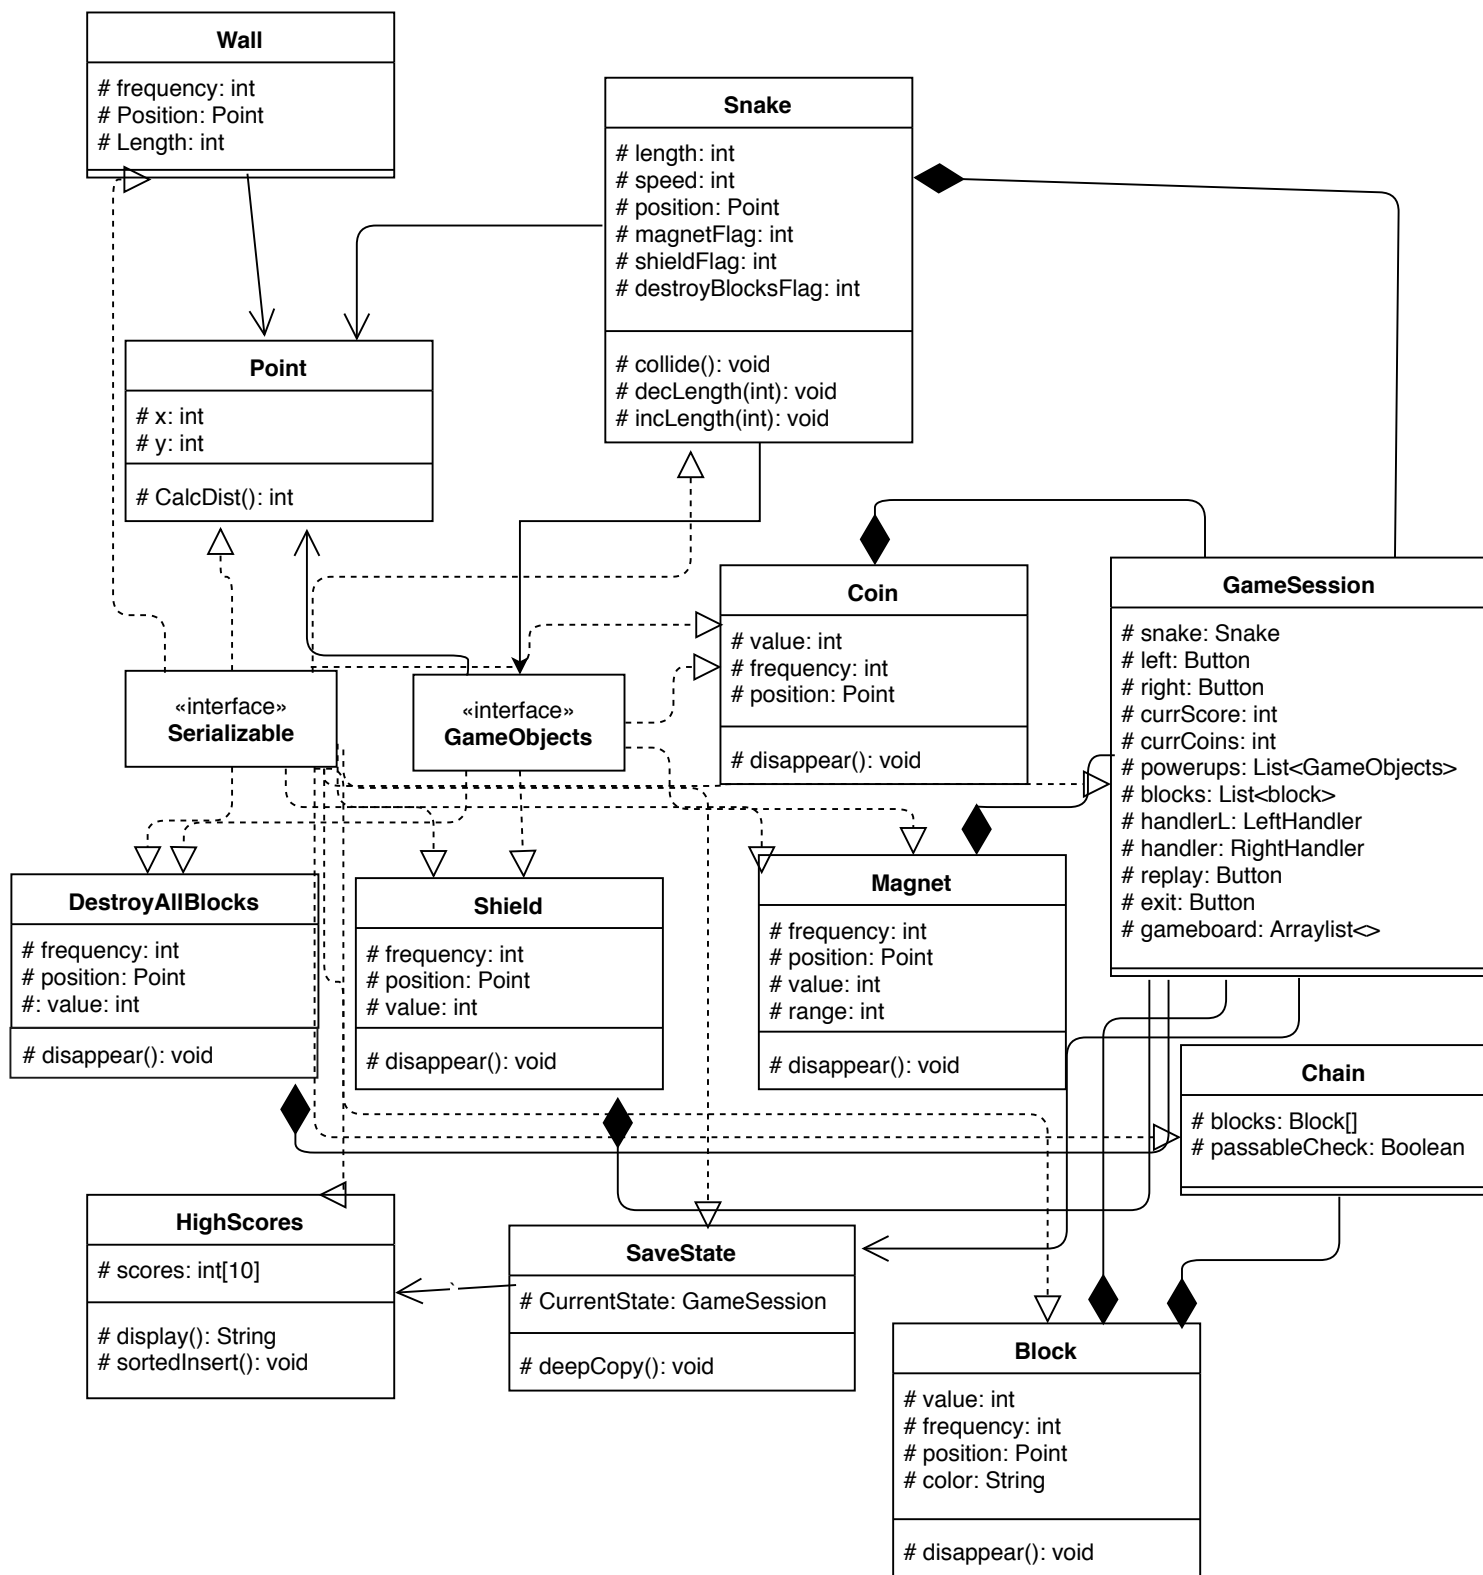 Wall
# frequency: int
# Position: Point
# Length: int
Snake
# length: int
# speed: int
# position: Point
# magnetFlag: int
# shieldFlag: int
# destroyBlocksFlag: int
# collide(): void
# decLength(int): void
# incLength(int): void
Point
# x: int
# y: int
# CalcDist(): int
«interface»
Serializable
«interface»
GameObjects
Coin
# value: int
# frequency: int
# position: Point
# disappear(): void
GameSession
# snake: Snake
# left: Button
# right: Button
# currScore: int
# currCoins: int
# powerups: List<GameObjects>
# blocks: List<block>
# handlerL: LeftHandler
# handler: RightHandler
# replay: Button
# exit: Button
# gameboard: Arraylist<>
DestroyAllBlocks
# frequency: int
# position: Point
#: value: int
# disappear(): void
Shield
# frequency: int
# position: Point
# value: int
# disappear(): void
Magnet
# frequency: int
# position: Point
# value: int
# range: int
# disappear(): void
Chain
# blocks: Block[]
# passableCheck: Boolean
HighScores
# scores: int[10]
# display(): String
# sortedInsert(): void
SaveState
# CurrentState: GameSession
# deepCopy(): void
Block
# value: int
# frequency: int
# position: Point
# color: String
# disappear(): void